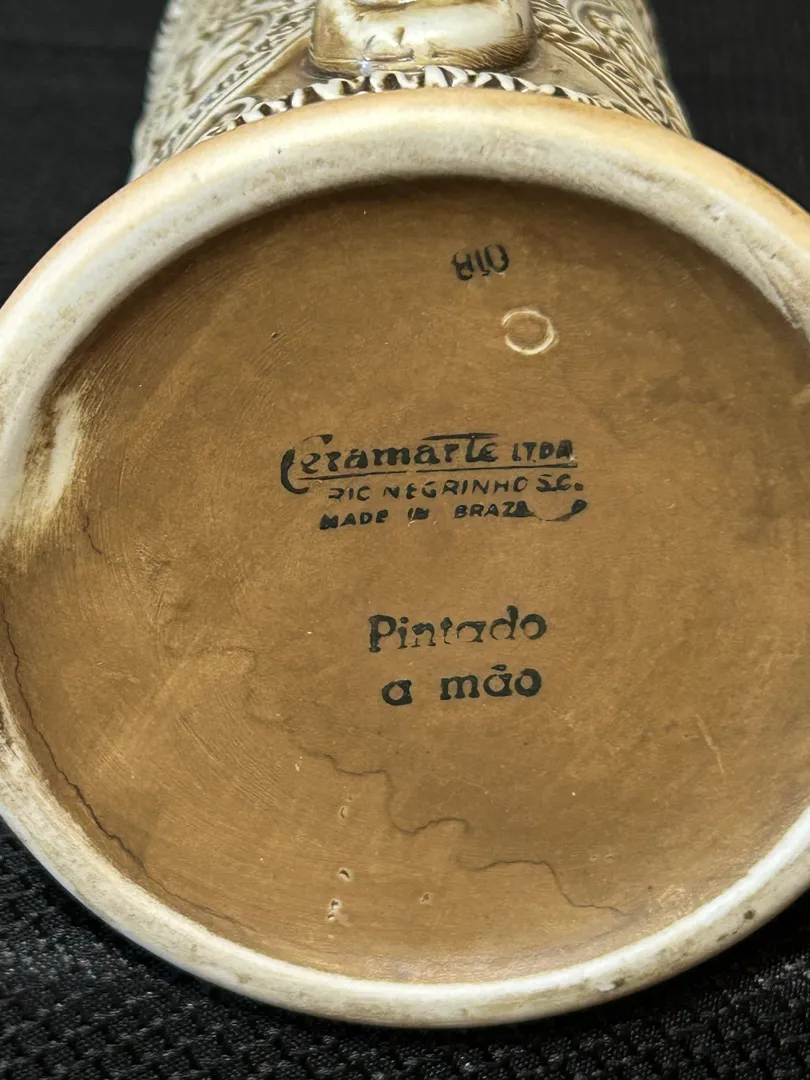 810
Ceramarte LTDA
RIO NEGRINHO S.C.
MADE IN BRAZIL
Pintado
a mão